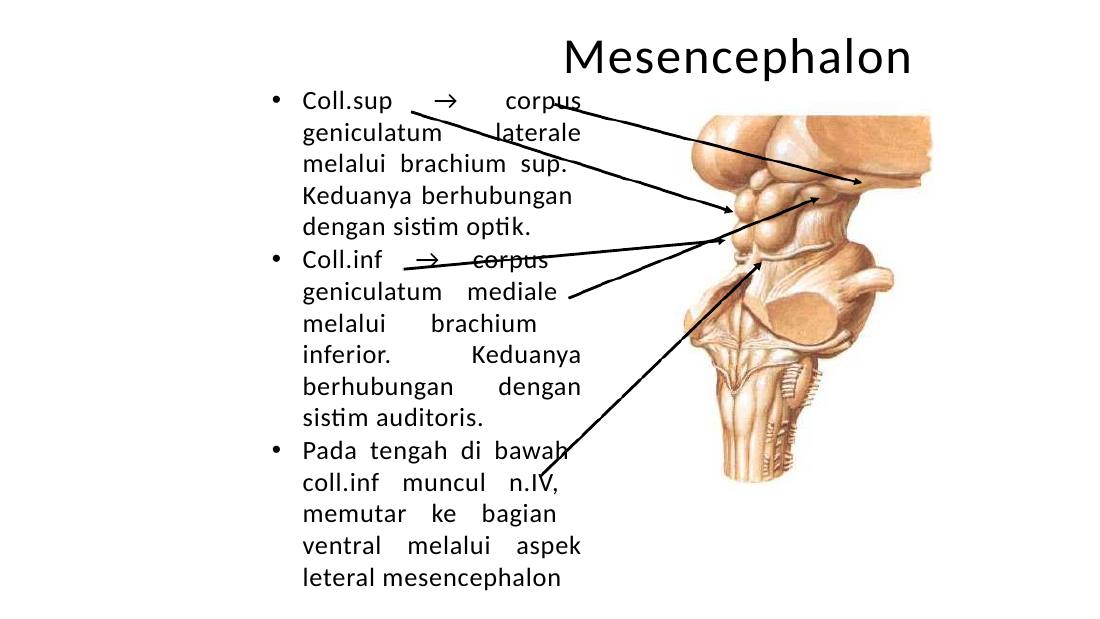 Mesencephalon
• Coll.sup → corpus
geniculatum laterale
melalui brachium sup.
Keduanya berhubungan
dengan sistim optik.
• Coll.inf → corpus
geniculatum mediale
melalui brachium
inferior. Keduanya
berhubungan dengan
sistim auditoris.
• Pada tengah di bawah
coll.inf muncul n.IV,
memutar ke bagian
ventral melalui aspek
leteral mesencephalon